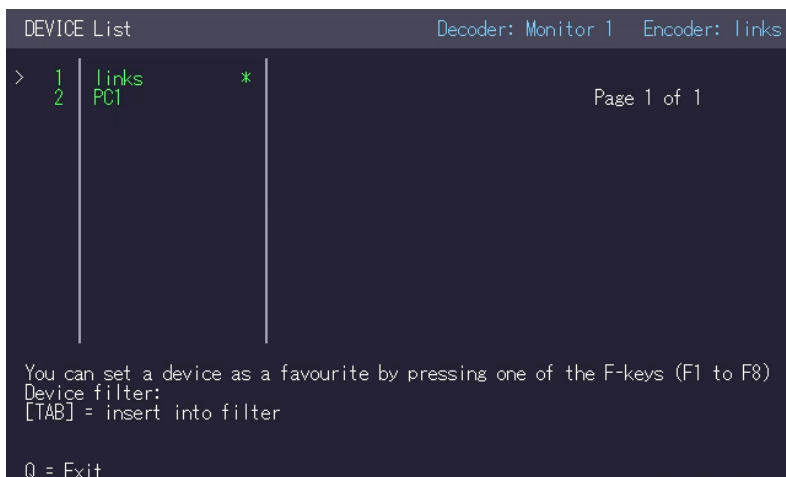 DEVICE List Decoder: Monitor 1 Encoder: links
> 1 links *
2 PC1
Page 1 of 1
You can set a device as a favourite by pressing one of the F-keys (F1 to F8)
Device filter:
[TAB] = insert into filter
Q = Exit